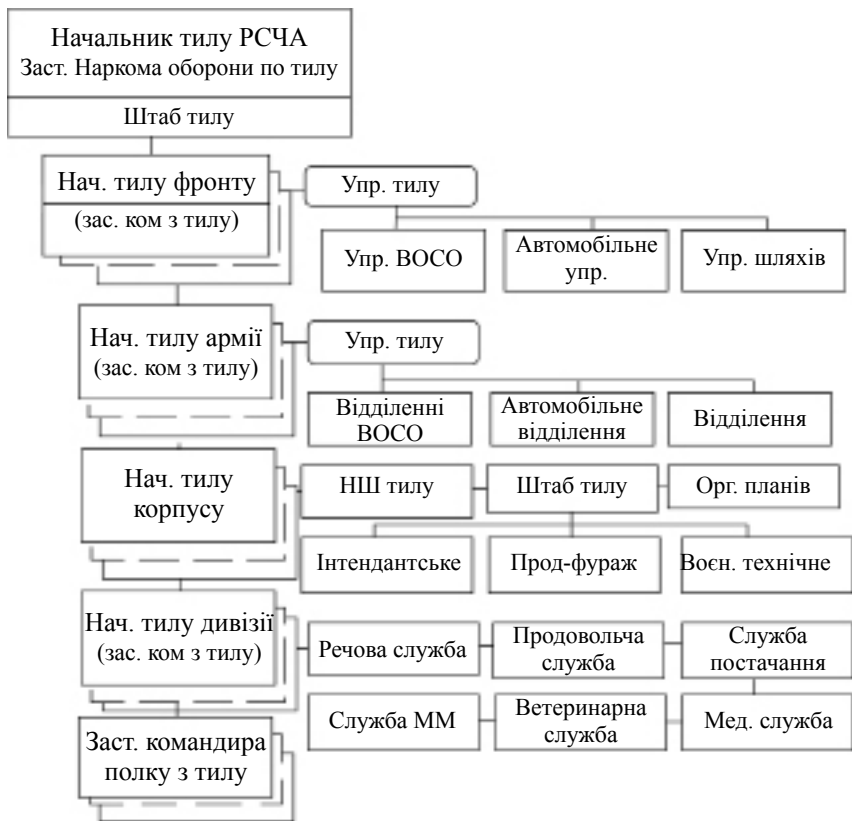 Начальник тилу РСЧА
Заст. Наркома оборони по тилу
Штаб тилу
Нач. тилу фронту
(зас. ком з тилу)
Упр. тилу
Упр. ВОСО
Автомобільне
упр.
Упр. шляхів
Нач. тилу армії
(зас. ком з тилу)
Упр. тилу
Відділенні
ВОСО
Автомобільне
відділення
Відділення
Нач. тилу
корпусу
НШ тилу
Штаб тилу
Орг. планів
Інтендантське
Прод-фураж
Воєн. технічне
Нач. тилу дивізії
(зас. ком з тилу)
Речова служба
Продовольча
служба
Служба
постачання
Служба ММ
Ветеринарна
служба
Мед. служба
Заст. командира
полку з тилу